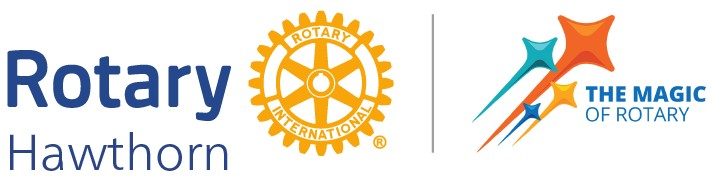 Rotary
Hawthorn
ROTARY
INTERNATIONAL
®
THE MAGIC
OF ROTARY